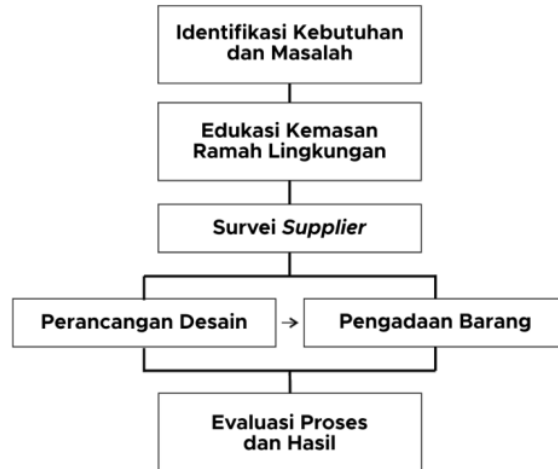 Identifikasi Kebutuhan
dan Masalah
Edukasi Kemasan
Ramah Lingkungan
Survei Supplier
Perancangan Desain → Pengadaan Barang
Evaluasi Proses
dan Hasil